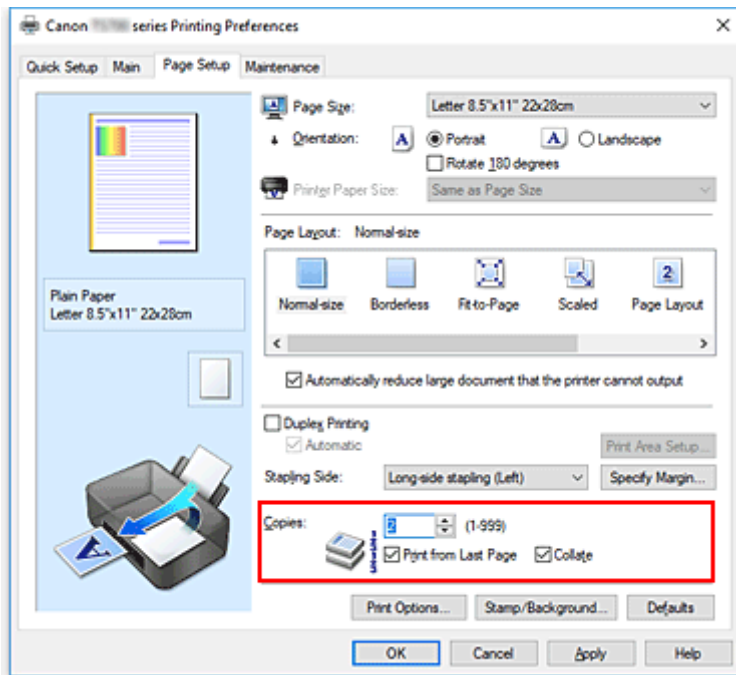 Canon series Printing Preferences
Quick Setup Main Page Setup Maintenance
Page Size: Letter 8.5"x11" 22x28cm
Orientation: A Portrait A Landscape
Rotate 180 degrees
Printer Paper Size: Same as Page Size
Page Layout: Normal-size
Normal-size Borderless Fit-to-Page Scaled Page Layout
Automatically reduce large document that the printer cannot output
Plain Paper
Letter 8.5"x11" 22x28cm
Duplex Printing
Automatic Print Area Setup...
Stapling Side: Long-side stapling (Left) Specify Margin...
Copies: 2 (1-999)
Print from Last Page Collate
Print Options... Stamp/Background... Defaults
OK Cancel Apply Help